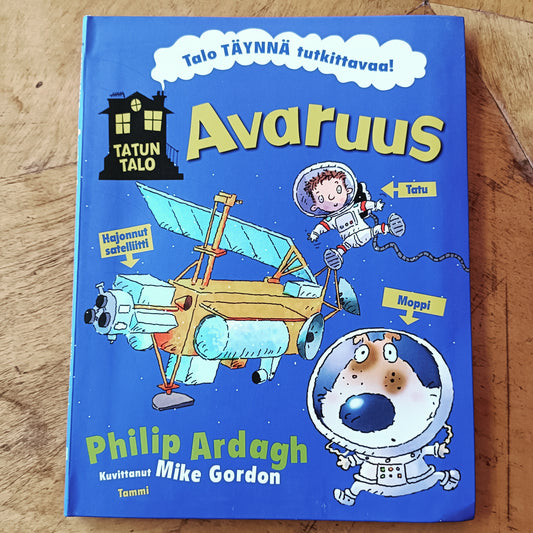 Talo TÄYNNÄ tutkittavaa!
TATUN
TALO
Avaruus
Tatu
Hajonnut
satelliitti
Moppi
Philip Ardagh
Kuvittanut Mike Gordon
Tammi